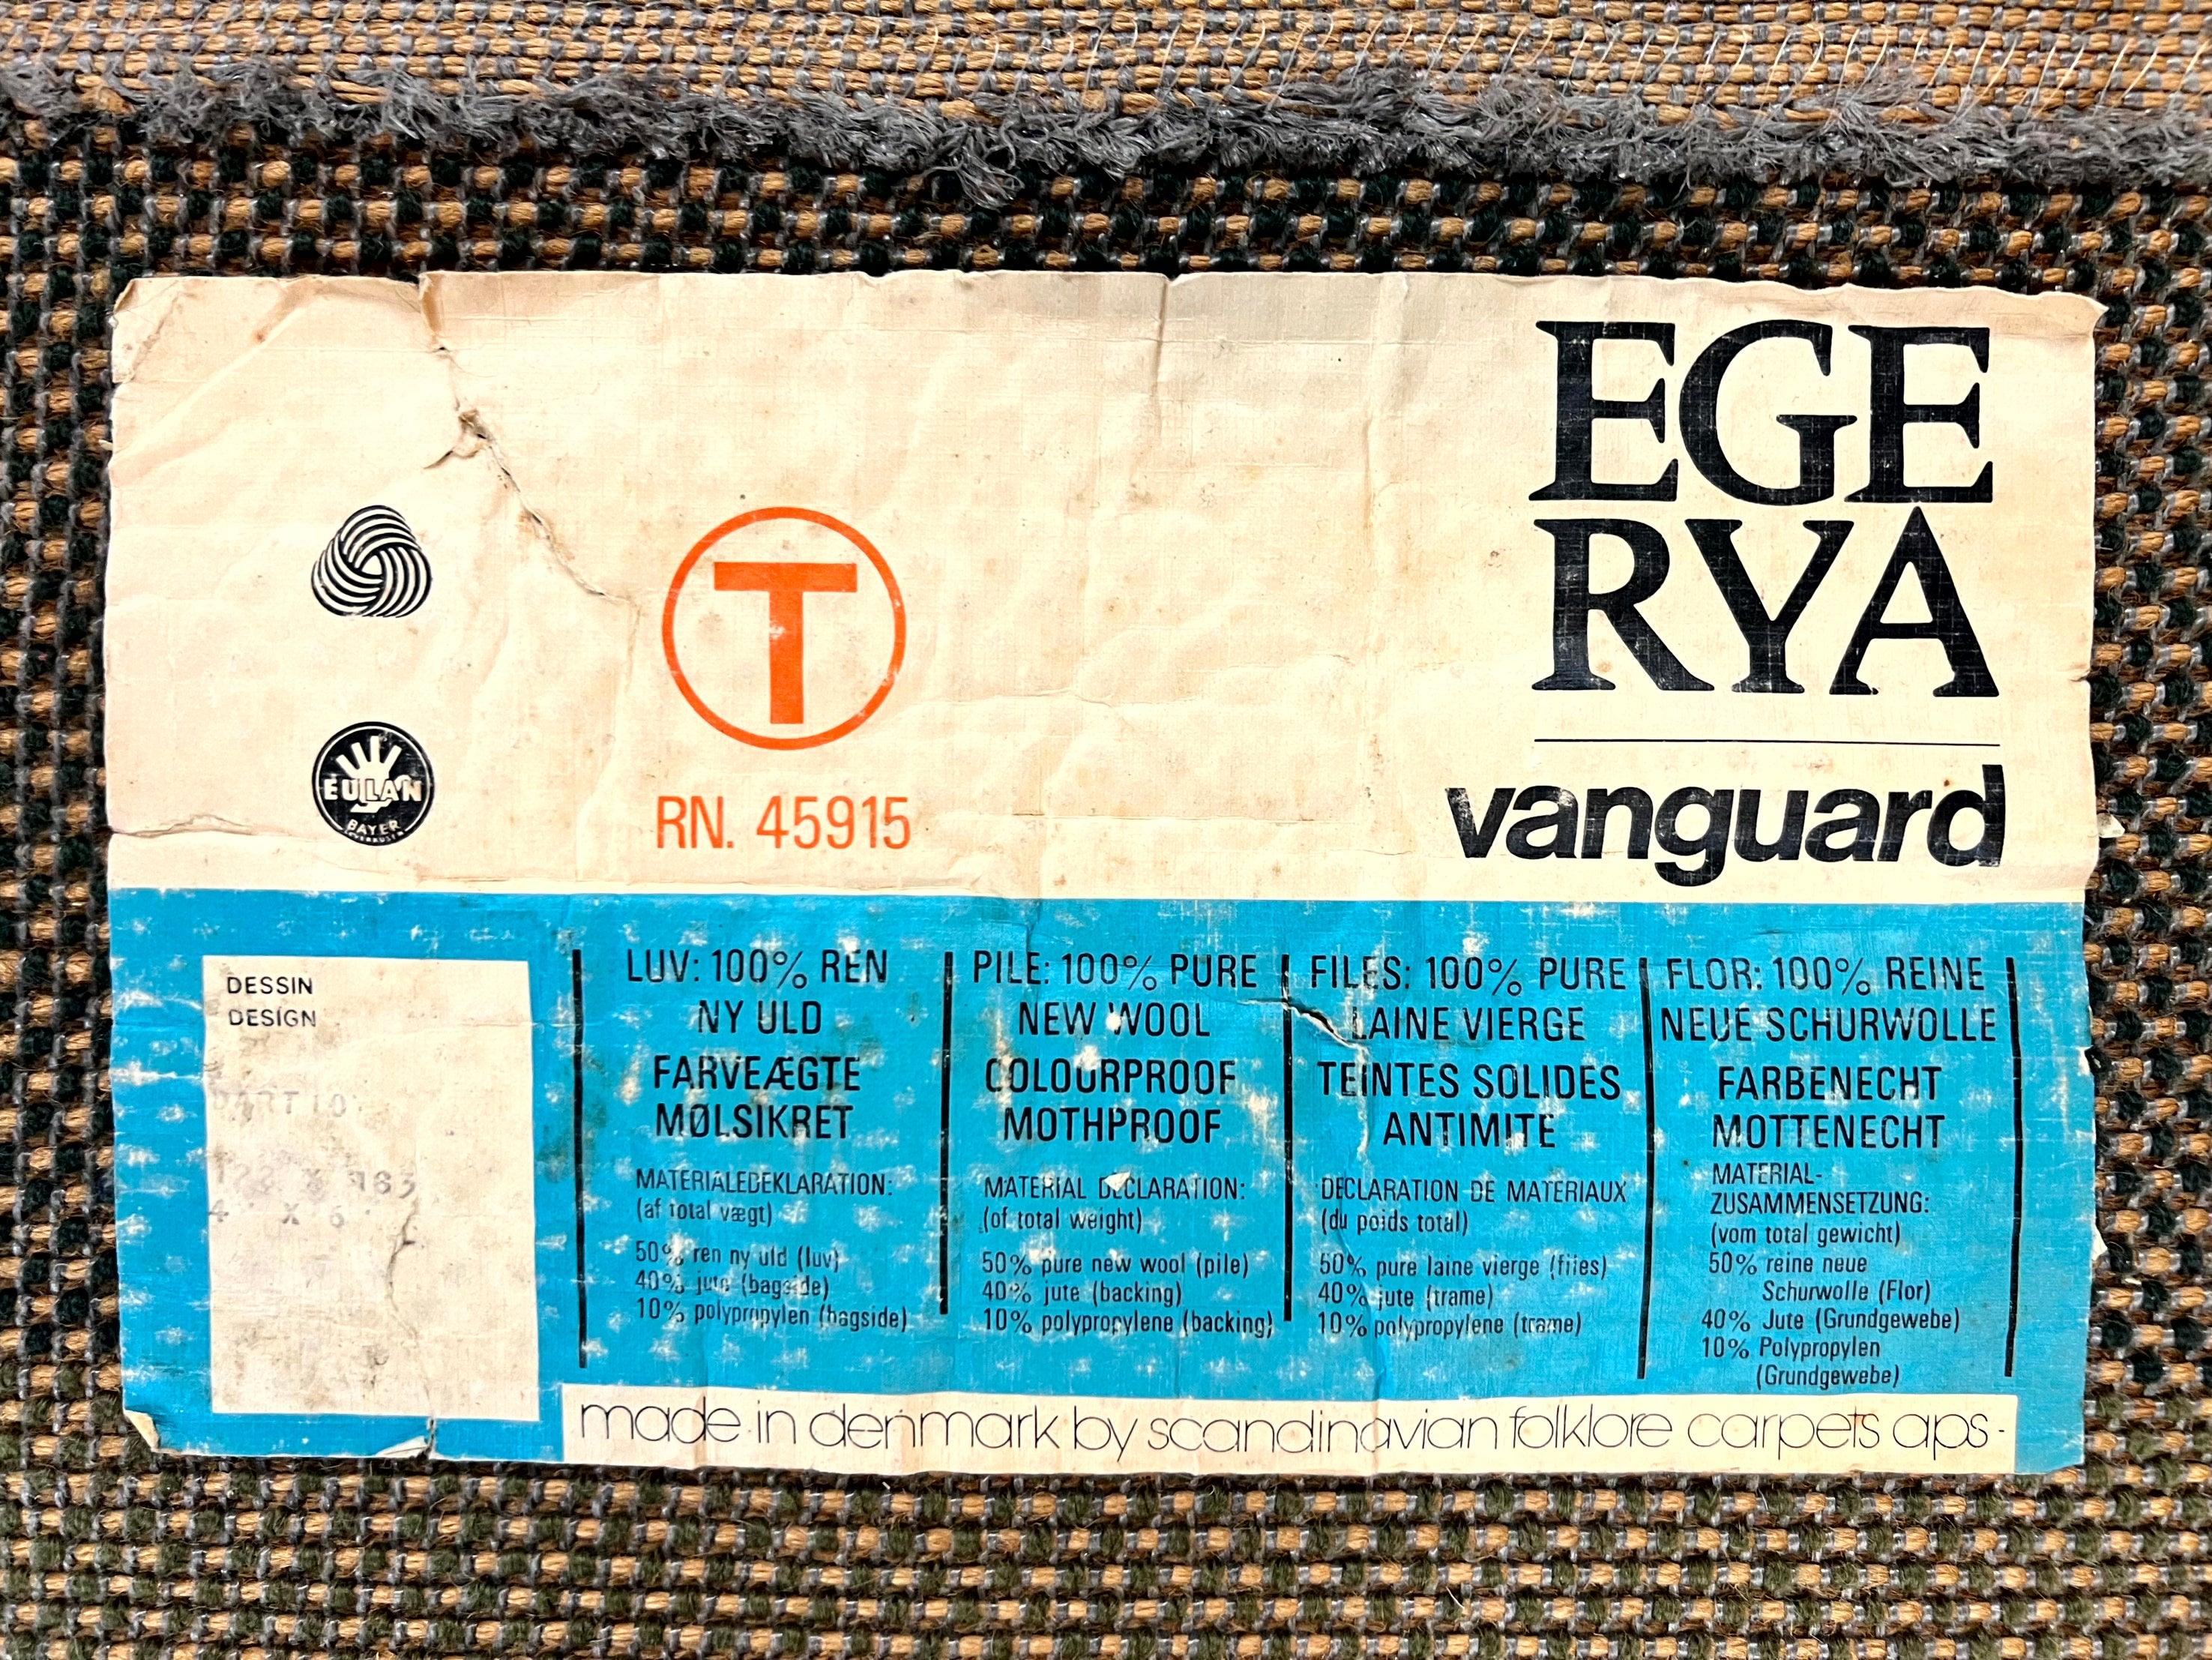 EGE
RYA
vanguard
T
RN. 45915
EULAN
BAYER
DESSIN
DESIGN
X 183
4' X 6'
LUV: 100% REN
NY ULD
FARVEÆGTE
MØLSIKRET
MATERIALEDEKLARATION:
(af total vægt)
50% ren ny uld (luv)
40% jute (bagside)
10% polypropylen (bagside)
PILE: 100% PURE
NEW WOOL
COLOURPROOF
MOTHPROOF
MATERIAL DECLARATION:
(of total weight)
50% pure new wool (pile)
40% jute (backing)
10% polypropylene (backing)
FILES: 100% PURE
LAINE VIERGE
TEINTES SOLIDES
ANTIMITE
DECLARATION DE MATERIAUX
(du poids total)
50% pure laine vierge (files)
40% jute (trame)
10% polypropylene (trame)
FLOR: 100% REINE
NEUE SCHURWOLLE
FARBENECHT
MOTTENECHT
MATERIAL-
ZUSAMMENSETZUNG:
(vom total gewicht)
50% reine neue
Schurwolle (Flor)
40% Jute (Grundgewebe)
10% Polypropylen
(Grundgewebe)
made in denmark by scandinavian folklore carpets aps-